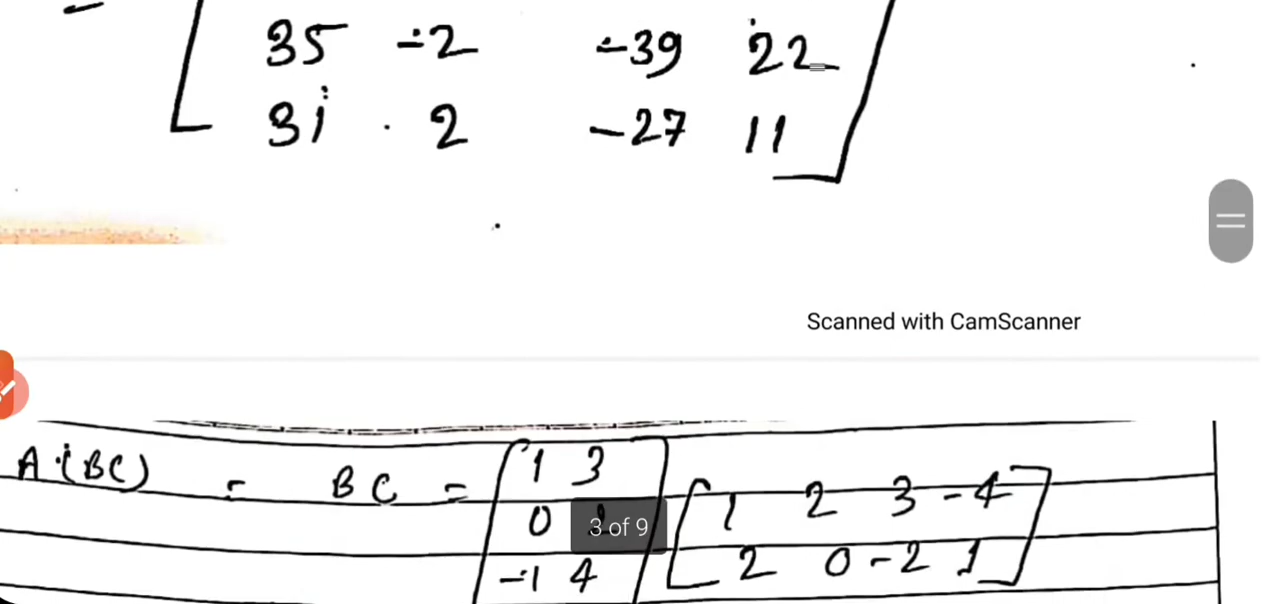 =
35 -2 -39 22
31 2 -27 11
Scanned with CamScanner
A(BC) = BC = [ 1 3
0
-1 4
[ 1 2 3 -4
2 0 -2 1 ]
3 of 9